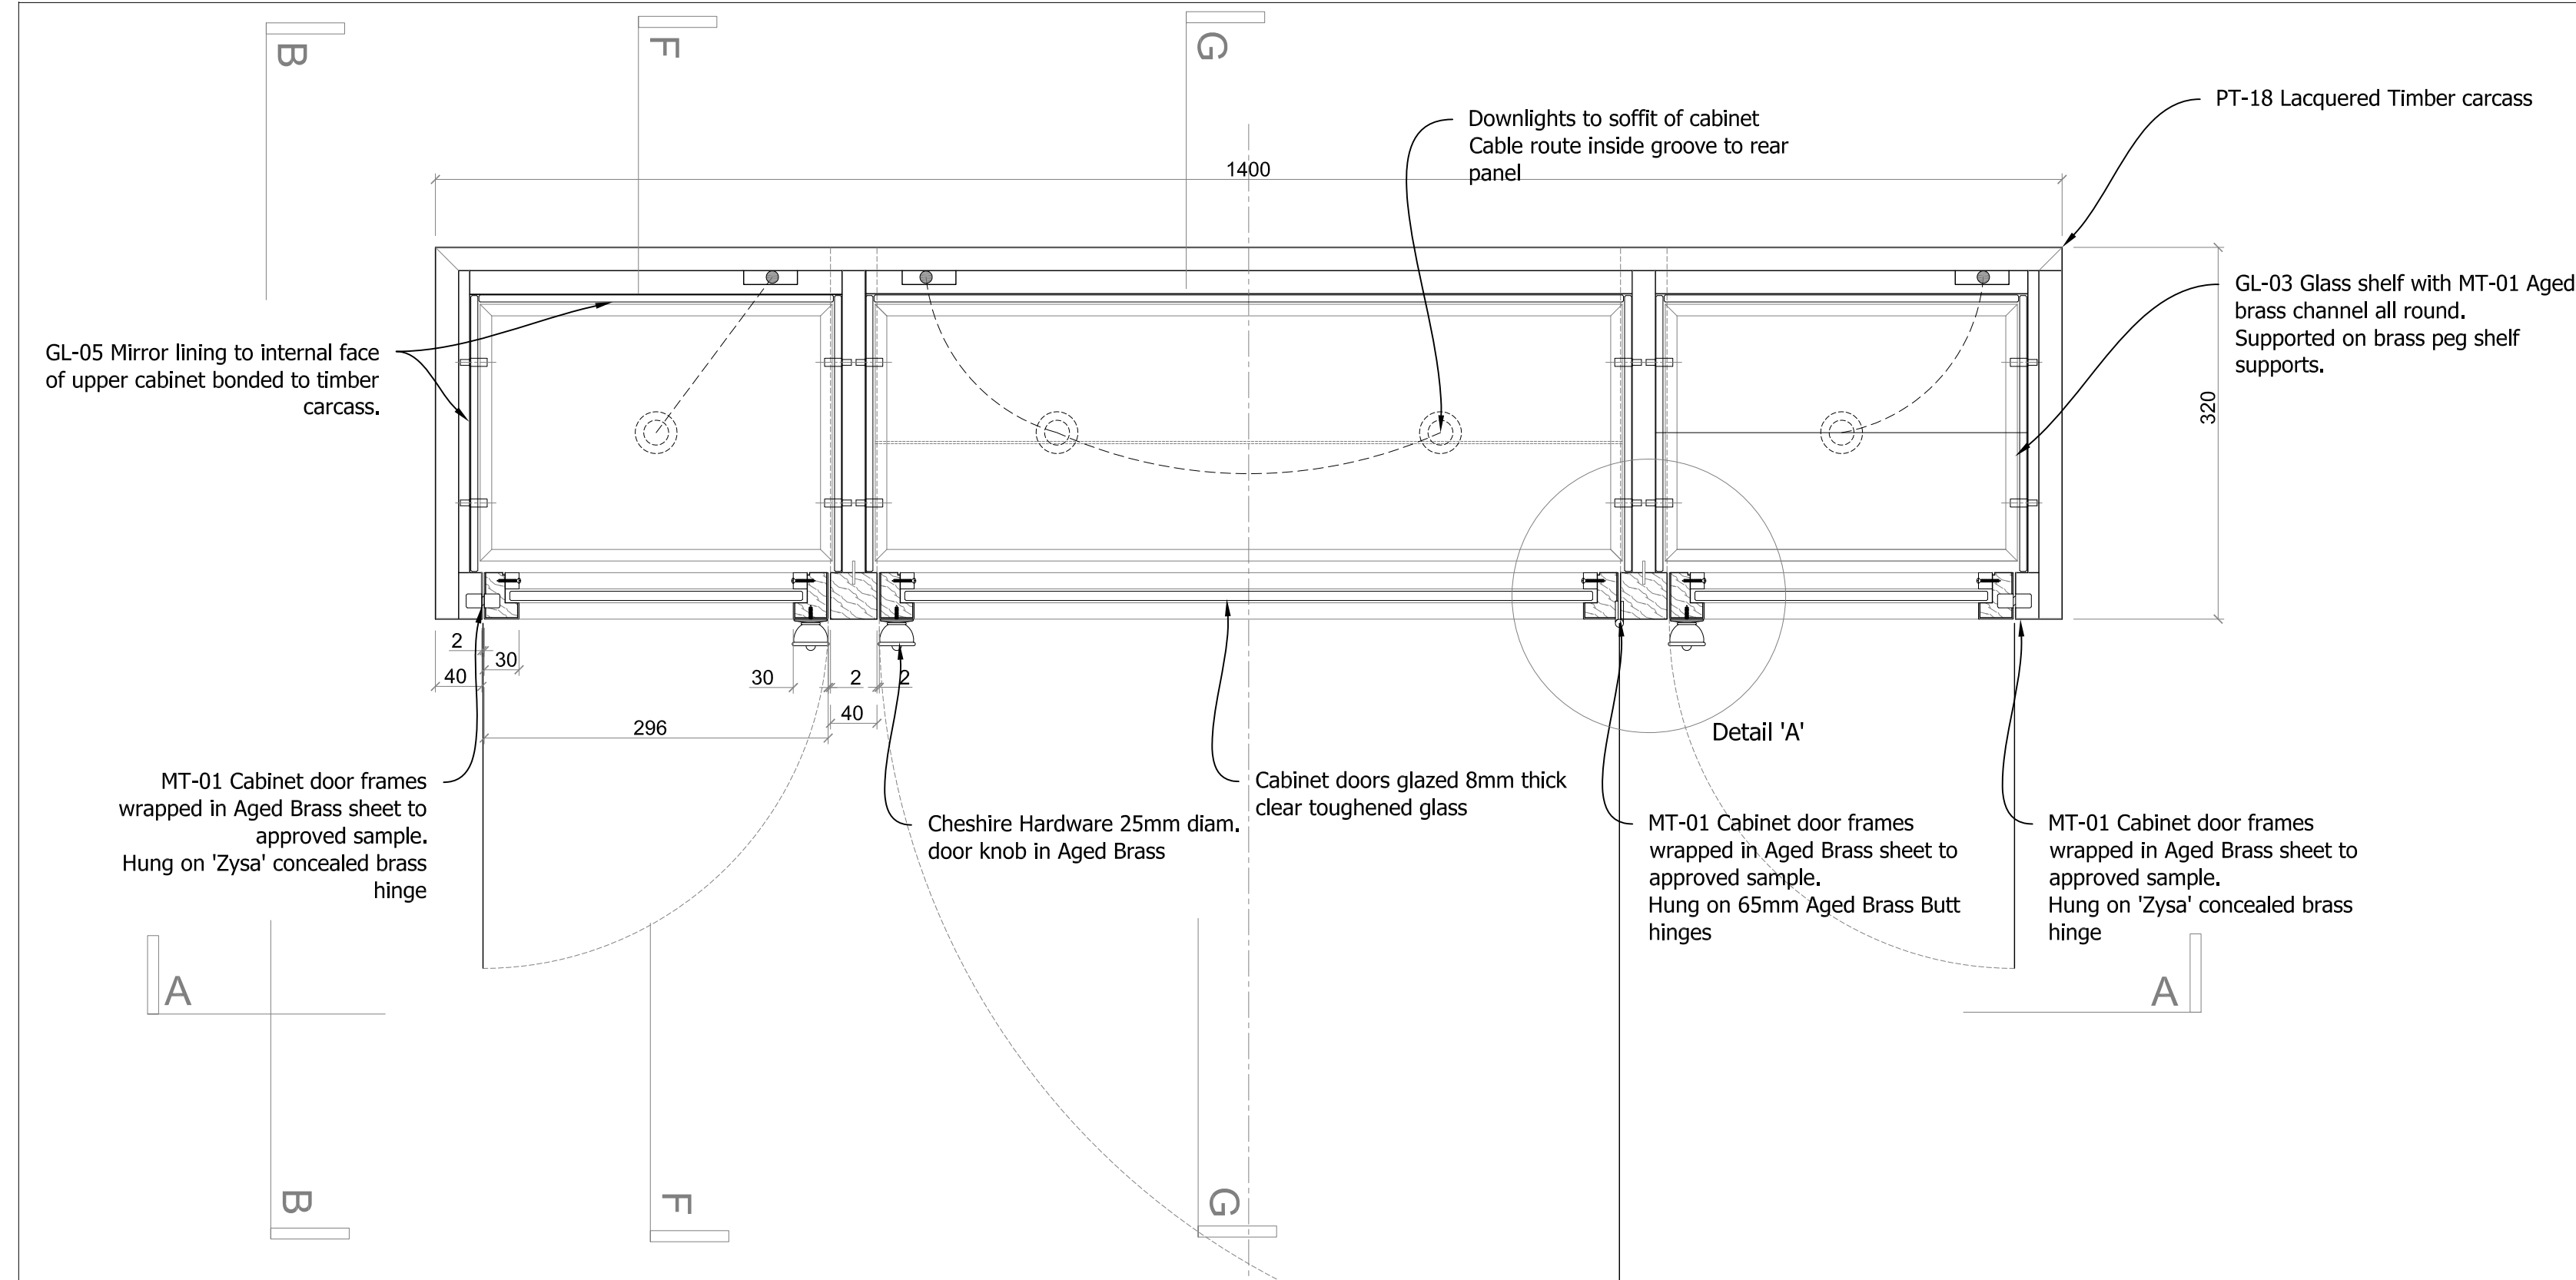 B
F
G
Downlights to soffit of cabinet
Cable route inside groove to rear
panel
PT-18 Lacquered Timber carcass
1400
GL-03 Glass shelf with MT-01 Aged
brass channel all round.
Supported on brass peg shelf
supports.
320
GL-05 Mirror lining to internal face
of upper cabinet bonded to timber
carcass.
2
30
40
30
2
2
40
296
Detail 'A'
MT-01 Cabinet door frames
wrapped in Aged Brass sheet to
approved sample.
Hung on 'Zysa' concealed brass
hinge
Cheshire Hardware 25mm diam.
door knob in Aged Brass
Cabinet doors glazed 8mm thick
clear toughened glass
MT-01 Cabinet door frames
wrapped in Aged Brass sheet to
approved sample.
Hung on 65mm Aged Brass Butt
hinges
MT-01 Cabinet door frames
wrapped in Aged Brass sheet to
approved sample.
Hung on 'Zysa' concealed brass
hinge
A
A
B
F
G